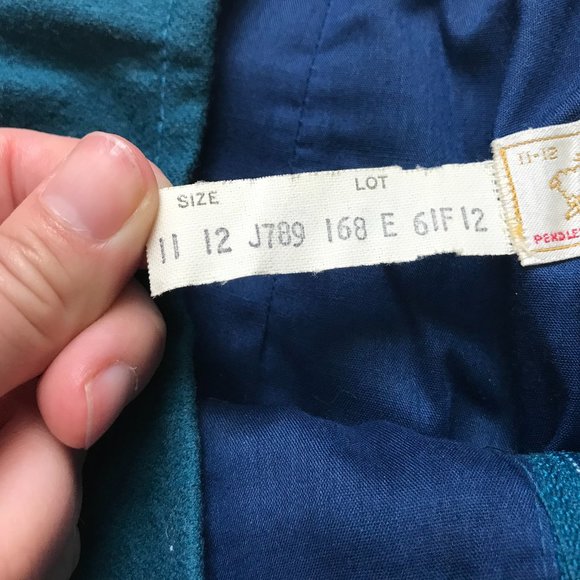 SIZE LOT
11 12 J789 168 E 61F12
11-12
PENDLE